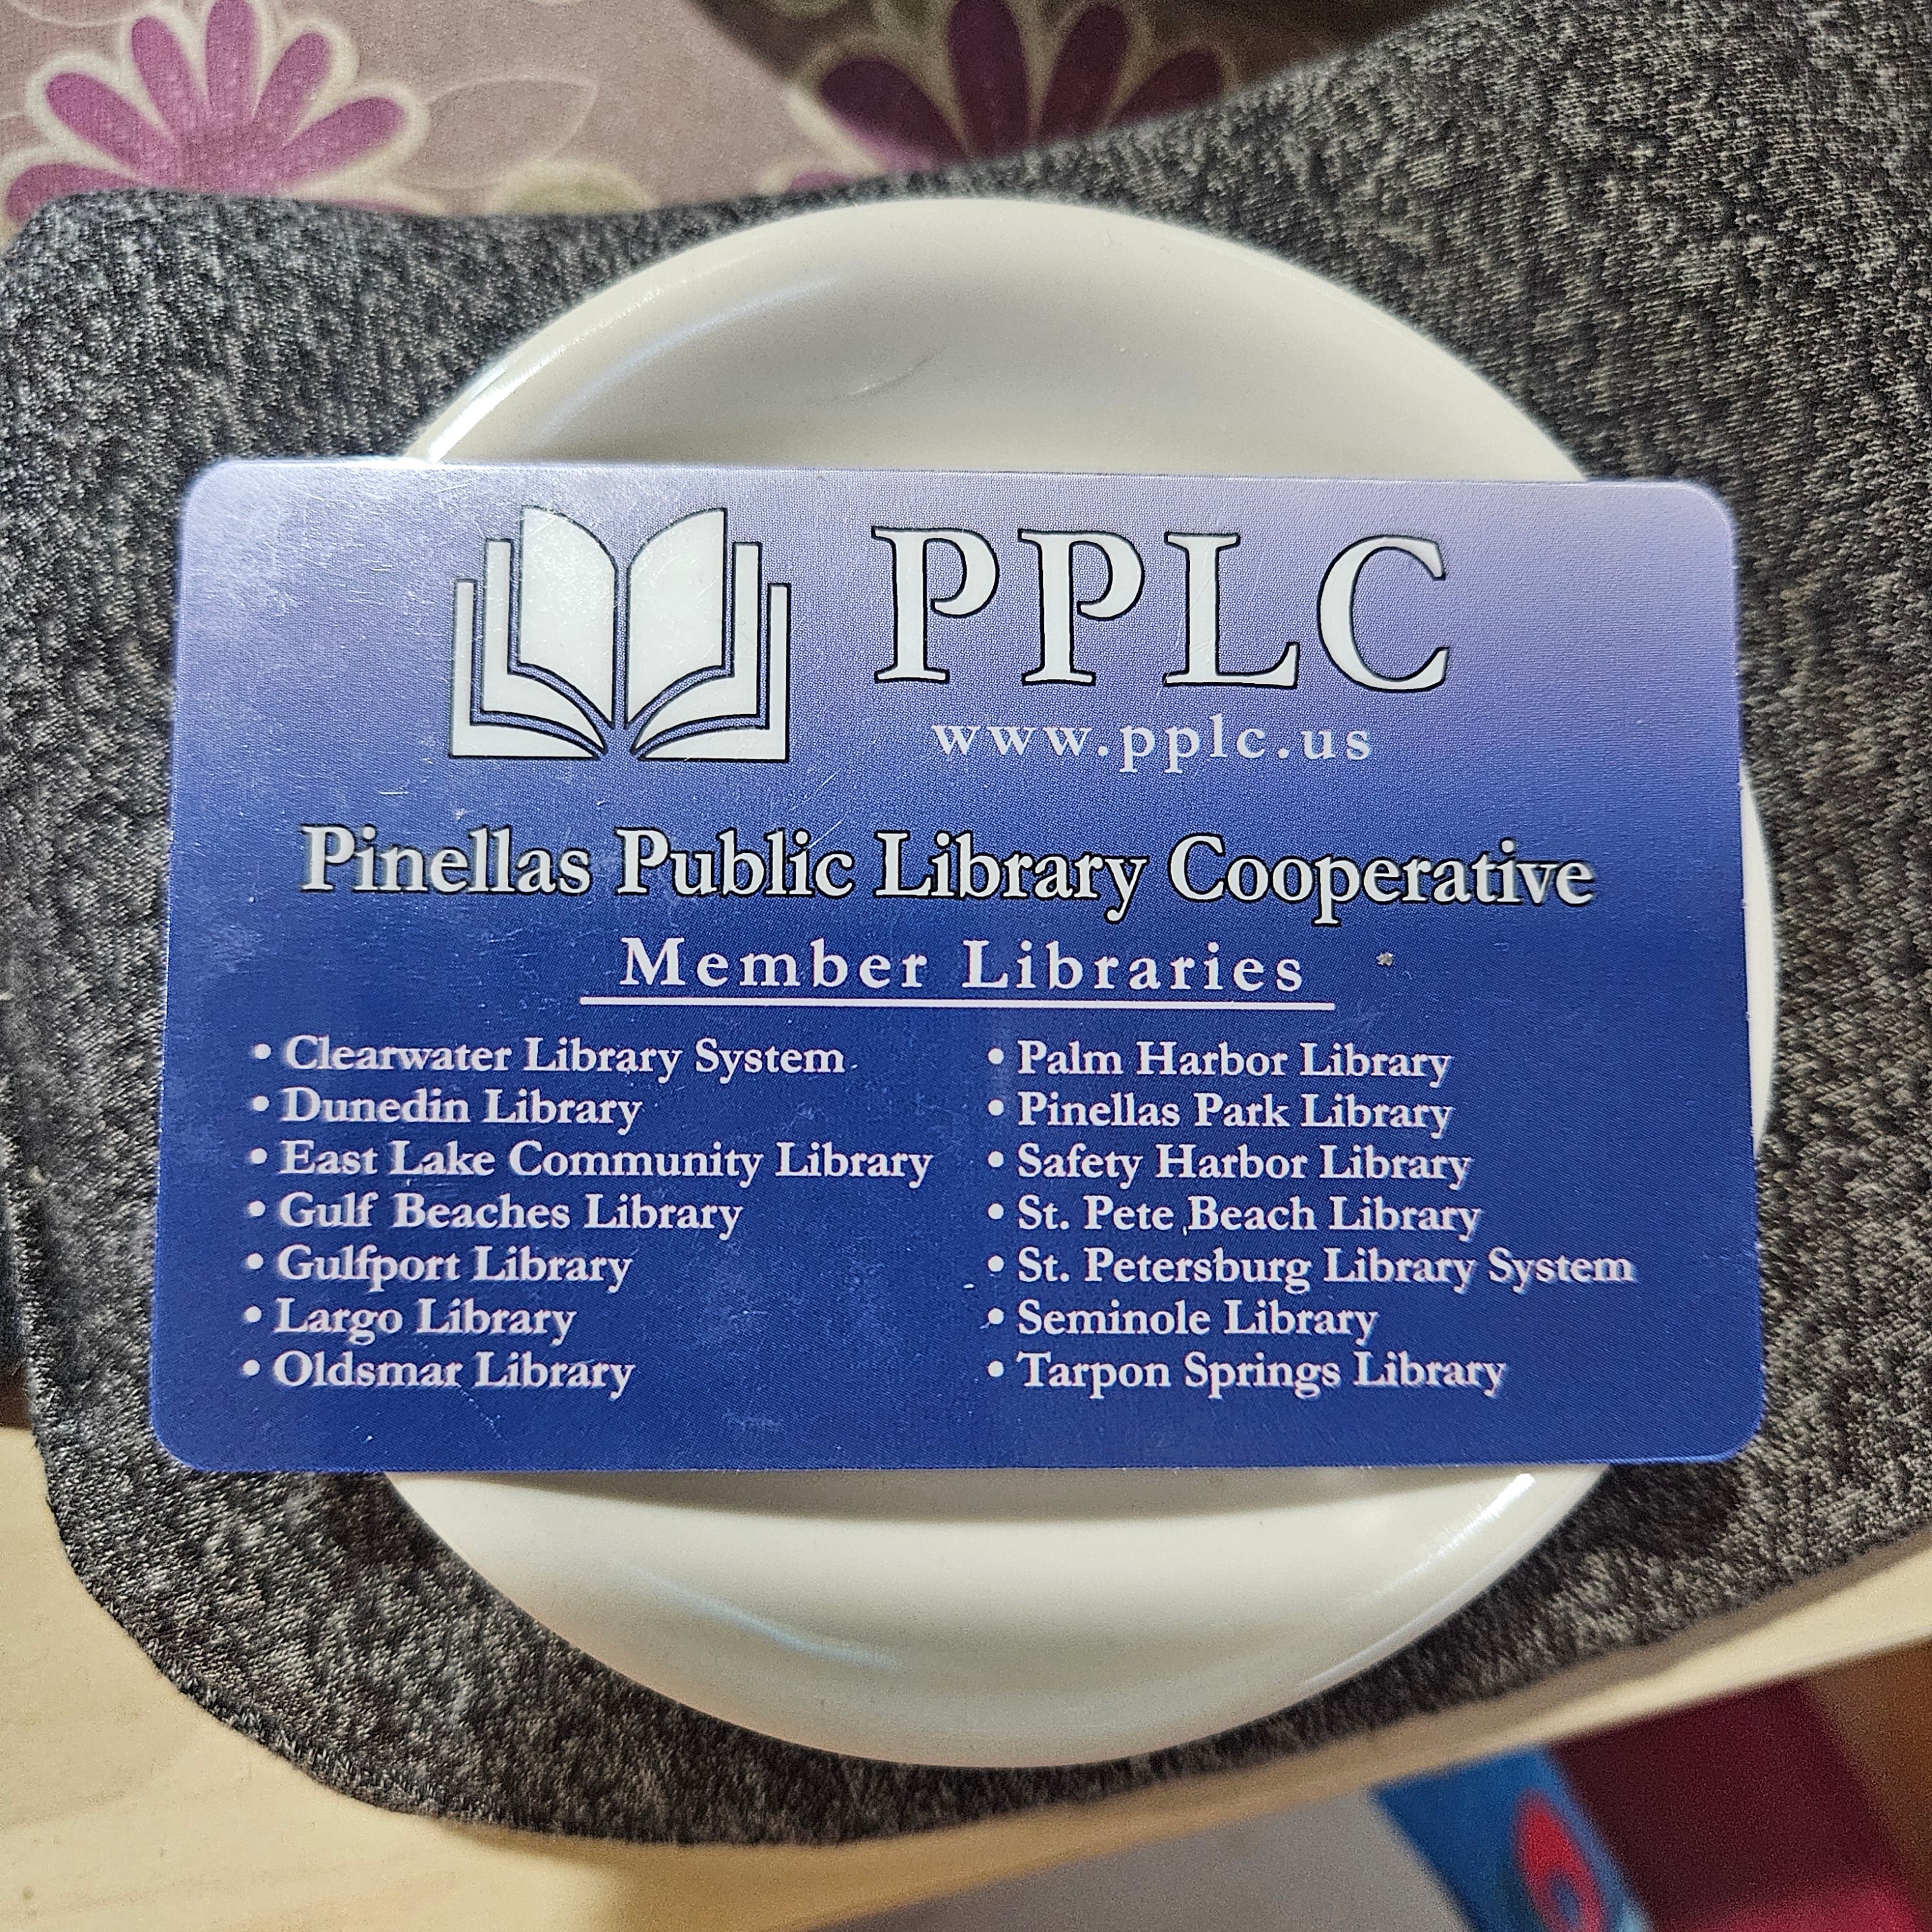 PPLC
www.pplc.us
Pinellas Public Library Cooperative
Member Libraries
• Clearwater Library System
• Dunedin Library
• East Lake Community Library
• Gulf Beaches Library
• Gulfport Library
• Largo Library
• Oldsmar Library
• Palm Harbor Library
• Pinellas Park Library
• Safety Harbor Library
• St. Pete Beach Library
• St. Petersburg Library System
• Seminole Library
• Tarpon Springs Library